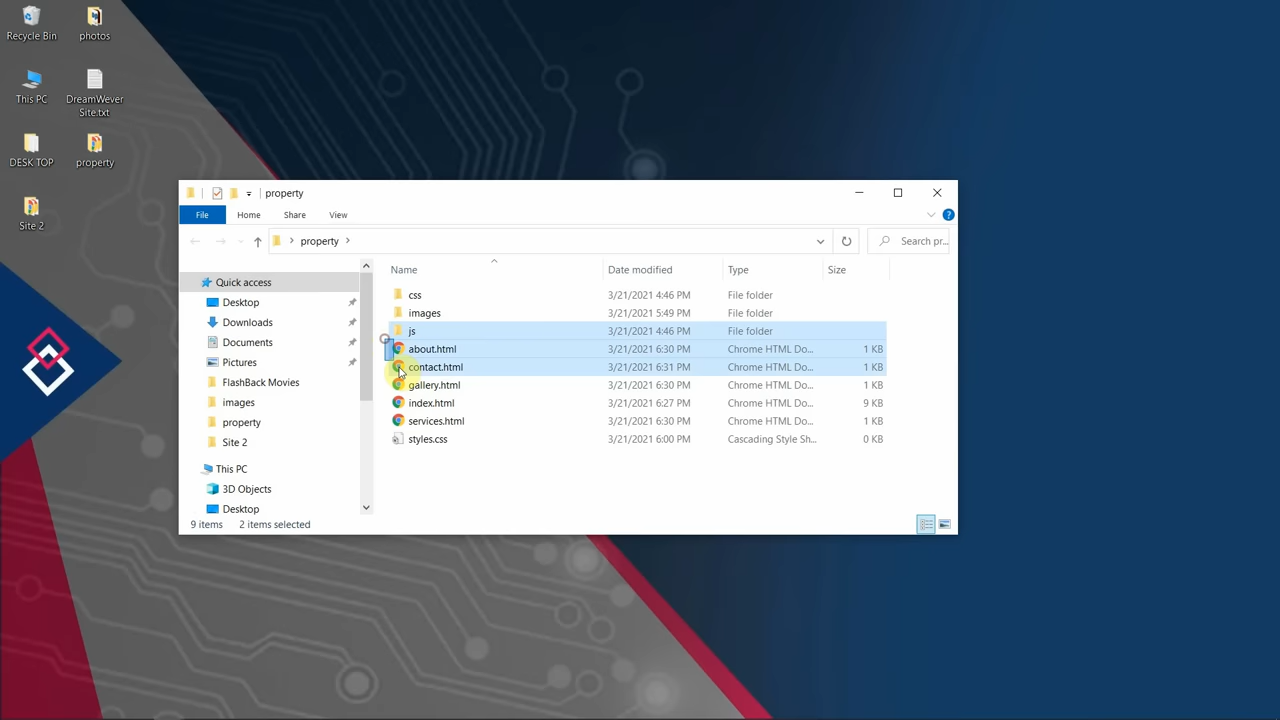 Recycle Bin
photos
This PC
DreamWever
Site.txt
DESK TOP
property
Site 2
property
File
Home
Share
View
?
property
Search pr...
Quick access
Desktop
Downloads
Documents
Pictures
FlashBack Movies
images
property
Site 2
This PC
3D Objects
Desktop
Name Date modified Type Size
css 3/21/2021 4:46 PM File folder
images 3/21/2021 5:49 PM File folder
js 3/21/2021 4:46 PM File folder
about.html 3/21/2021 6:30 PM Chrome HTML Do... 1 KB
contact.html 3/21/2021 6:31 PM Chrome HTML Do... 1 KB
gallery.html 3/21/2021 6:30 PM Chrome HTML Do... 1 KB
index.html 3/21/2021 6:27 PM Chrome HTML Do... 9 KB
services.html 3/21/2021 6:30 PM Chrome HTML Do... 1 KB
styles.css 3/21/2021 6:00 PM Cascading Style Sh... 0 KB
9 items 2 items selected